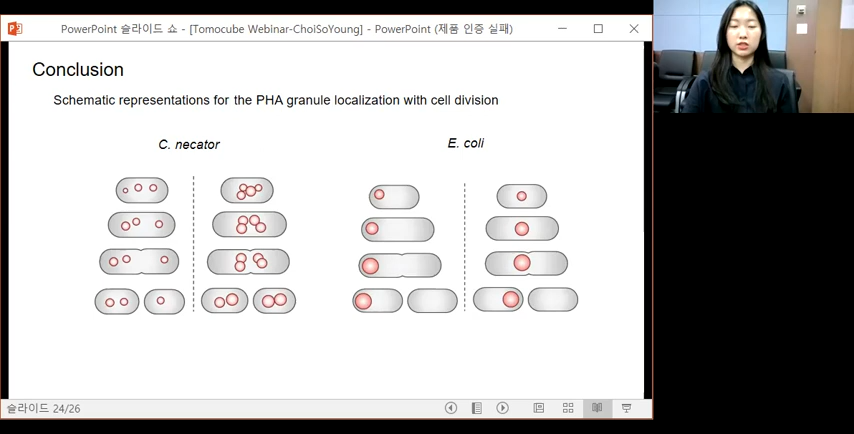 PowerPoint 슬라이드 쇼 - [Tomocube Webinar-ChoiSoYoung] - PowerPoint (제품 인증 실패)
Conclusion
Schematic representations for the PHA granule localization with cell division
C. necator
E. coli
슬라이드 24/26